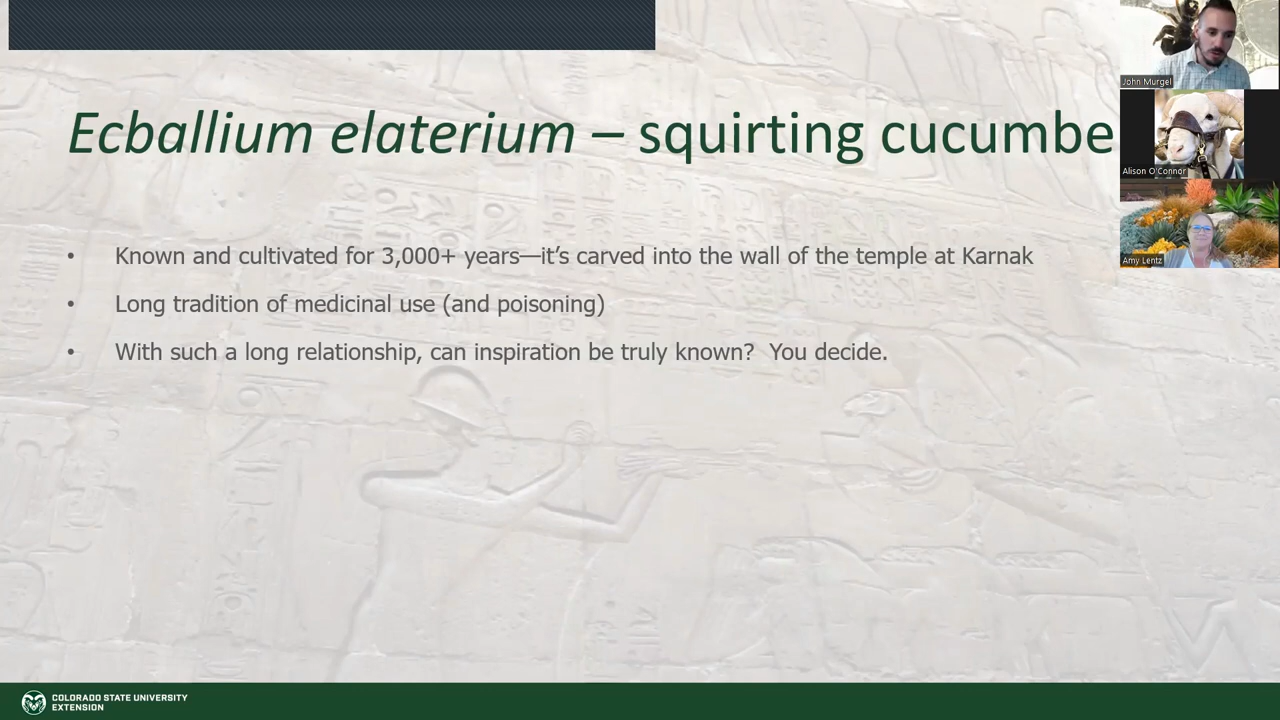 Ecballium elaterium – squirting cucumbe
• Known and cultivated for 3,000+ years—it’s carved into the wall of the temple at Karnak
• Long tradition of medicinal use (and poisoning)
• With such a long relationship, can inspiration be truly known?  You decide.
John Murgel
Alison O'Connor
Amy Lentz
COLORADO STATE UNIVERSITY
EXTENSION